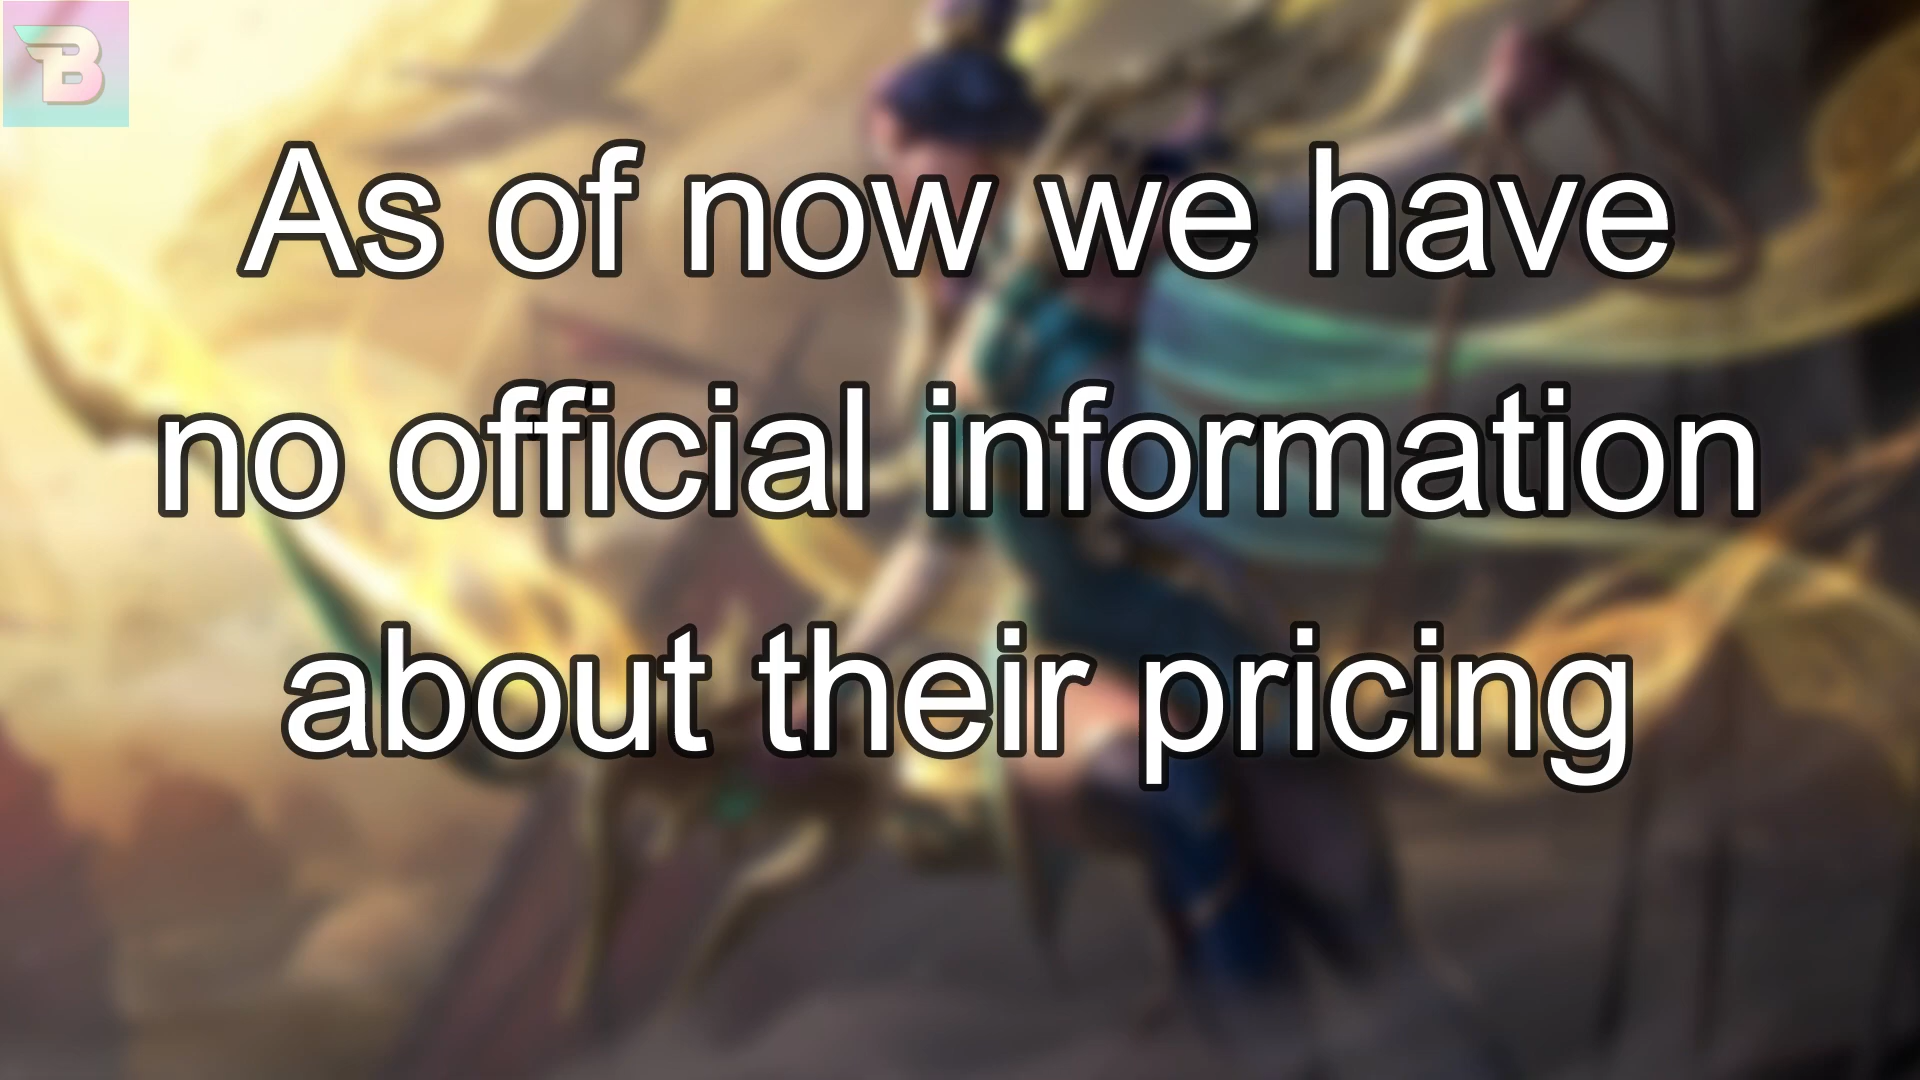 B
As of now we have
no official information
about their pricing